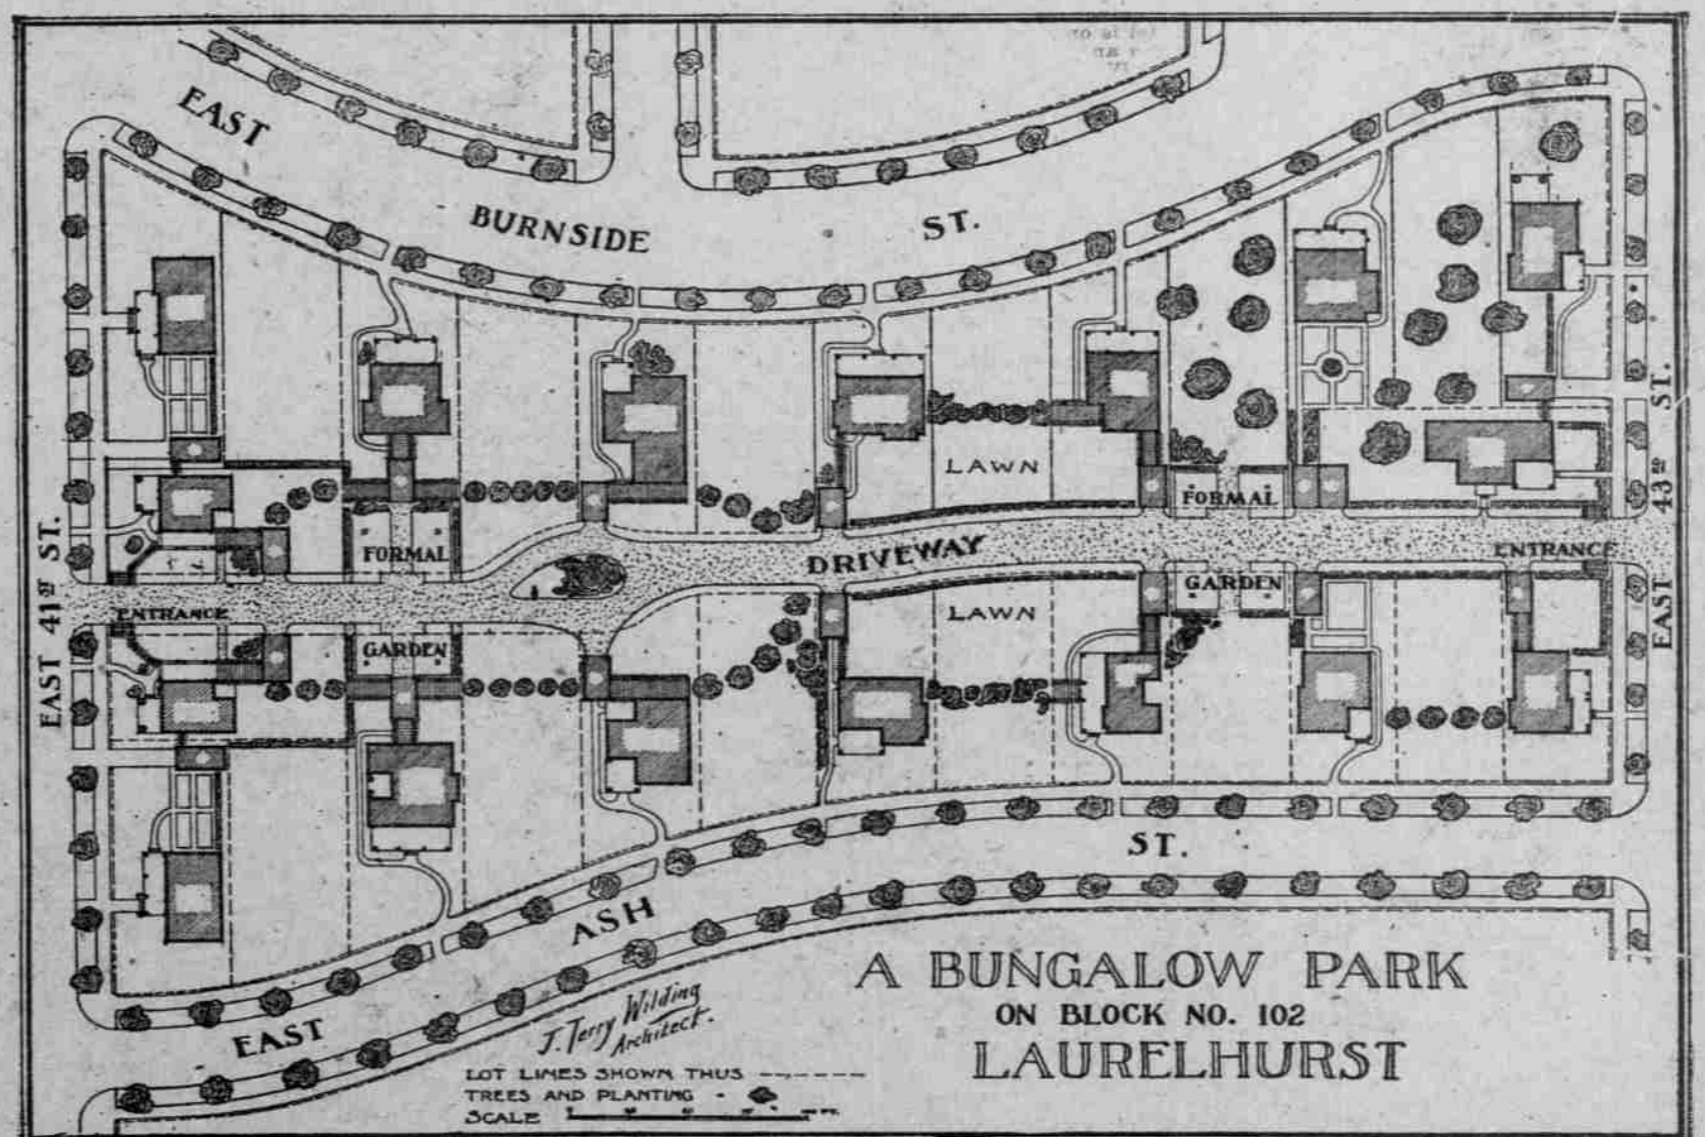 EAST
BURNSIDE
ST.
EAST 41ST ST.
EAST 43RD ST.
LAWN
FORMAL
FORMAL
DRIVEWAY
ENTRANCE
ENTRANCE
GARDEN
LAWN
GARDEN
ST.
ASH
EAST
A BUNGALOW PARK
ON BLOCK NO. 102
LAURELHURST
J. Terry Wilding
Architect.
LOT LINES SHOWN THUS
TREES AND PLANTING -
SCALE